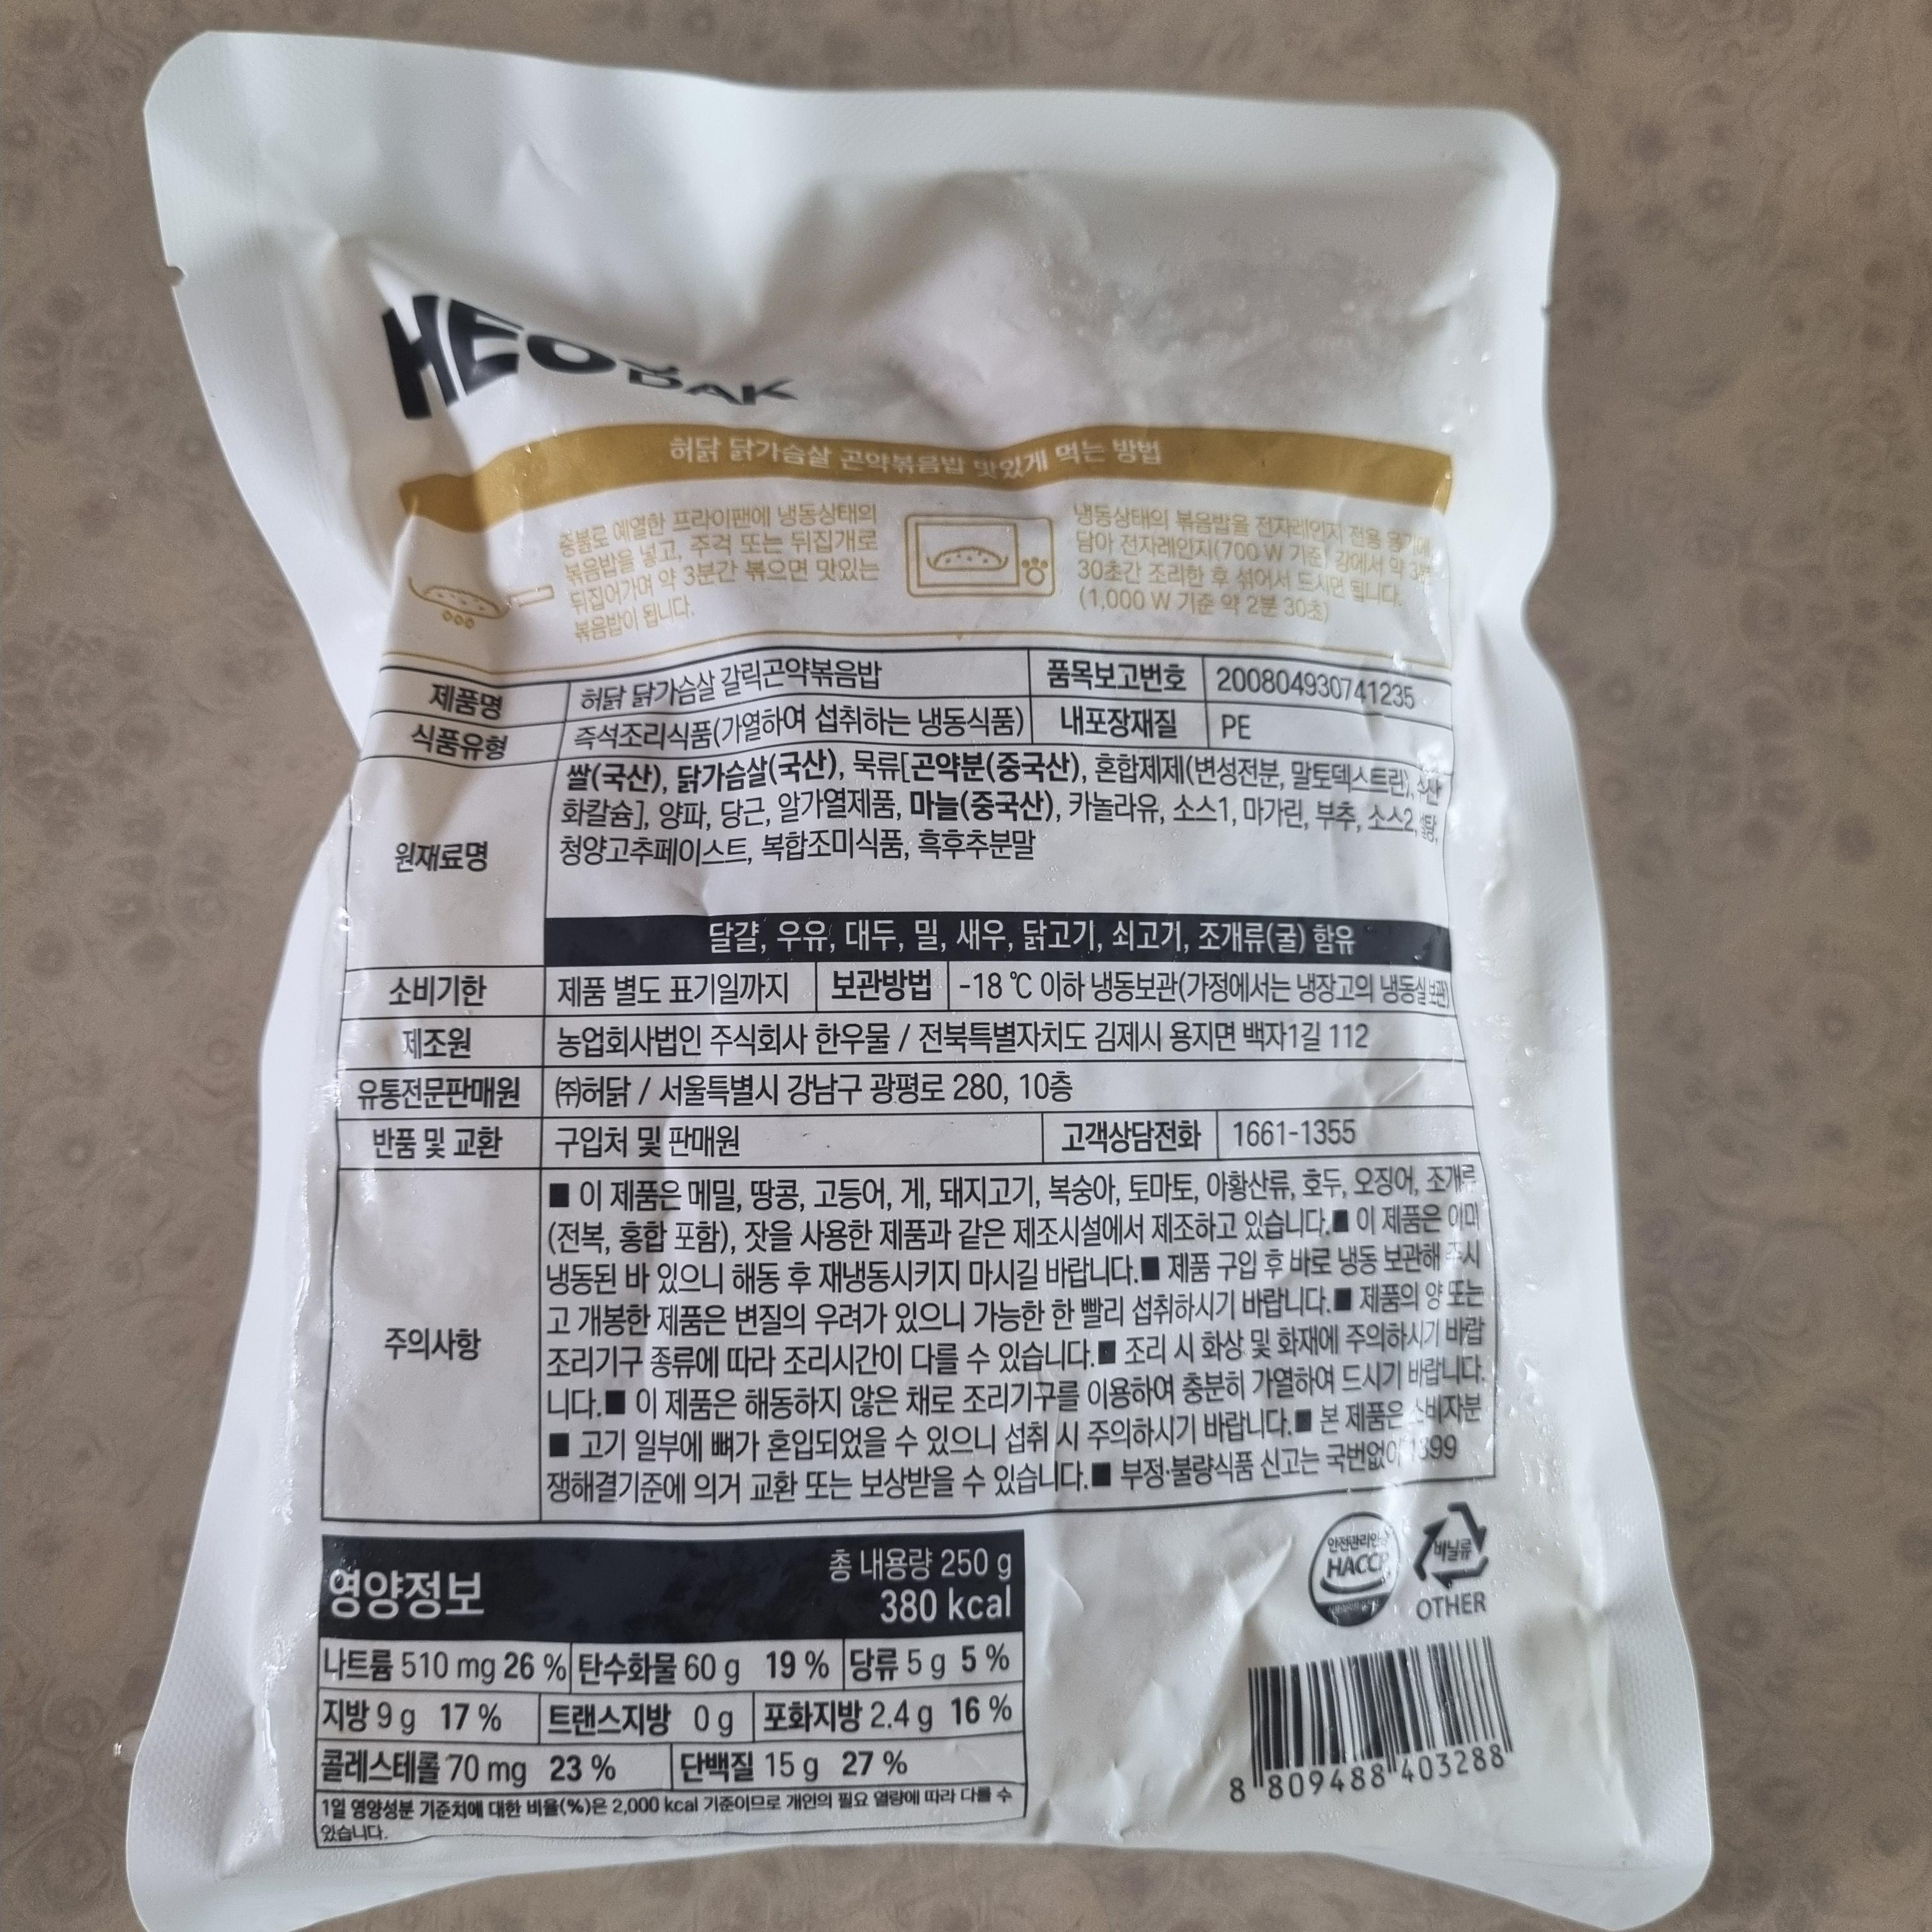 HEO DAK
허닭 닭가슴살 곤약볶음밥 맛있게 먹는 방법
중불로 예열한 프라이팬에 냉동상태의
볶음밥을 넣고, 주걱 또는 뒤집개로
뒤집어가며 약 3분간 볶으면 맛있는
볶음밥이 됩니다.
냉동상태의 볶음밥을 전자레인지 전용 용기에
담아 전자레인지(700 W 기준) 강에서 약 3분
30초간 조리한 후 섞어서 드시면 됩니다.
(1,000 W 기준 약 2분 30초)
제품명 허닭 닭가슴살 갈릭곤약볶음밥 품목보고번호 200804930741235
식품유형 즉석조리식품(가열하여 섭취하는 냉동식품) 내포장재질 PE
원재료명
쌀(국산), 닭가슴살(국산), 묵류[곤약분(중국산), 혼합제제(변성전분, 말토덱스트린), 수산
화칼슘], 양파, 당근, 알가열제품, 마늘(중국산), 카놀라유, 소스1, 마가린, 부추, 소스2,
청양고추페이스트, 복합조미식품, 흑후추분말
달걀, 우유, 대두, 밀, 새우, 닭고기, 쇠고기, 조개류(굴) 함유
소비기한 제품 별도 표기일까지 보관방법 -18 ℃ 이하 냉동보관(가정에서는 냉장고의 냉동실 보관)
제조원 농업회사법인 주식회사 한우물 / 전북특별자치도 김제시 용지면 백자1길 112
유통전문판매원 ㈜허닭 / 서울특별시 강남구 광평로 280, 10층
반품 및 교환 구입처 및 판매원 고객상담전화 1661-1355
주의사항
■ 이 제품은 메밀, 땅콩, 고등어, 게, 돼지고기, 복숭아, 토마토, 아황산류, 호두, 오징어, 조개류
(전복, 홍합 포함), 잣을 사용한 제품과 같은 제조시설에서 제조하고 있습니다.■ 이 제품은 이미
냉동된 바 있으니 해동 후 재냉동시키지 마시길 바랍니다.■ 제품 구입 후 바로 냉동 보관해 주시
고 개봉한 제품은 변질의 우려가 있으니 가능한 한 빨리 섭취하시기 바랍니다.■ 제품의 양 또는
조리기구 종류에 따라 조리시간이 다를 수 있습니다.■ 조리 시 화상 및 화재에 주의하시기 바랍
니다.■ 이 제품은 해동하지 않은 채로 조리기구를 이용하여 충분히 가열하여 드시기 바랍니다.
■ 고기 일부에 뼈가 혼입되었을 수 있으니 섭취 시 주의하시기 바랍니다.■ 본 제품은 소비자분
쟁해결기준에 의거 교환 또는 보상받을 수 있습니다.■ 부정·불량식품 신고는 국번없이 1399
영양정보
총 내용량 250 g
380 kcal
나트륨 510 mg 26 % 탄수화물 60 g 19 % 당류 5 g 5 %
지방 9 g 17 % 트랜스지방 0 g 포화지방 2.4 g 16 %
콜레스테롤 70 mg 23 % 단백질 15 g 27 %
1일 영양성분 기준치에 대한 비율(%)은 2,000 kcal 기준이므로 개인의 필요 열량에 따라 다를 수
있습니다.
안전관리인증
HACCP
비닐류
OTHER
8 809488 403288